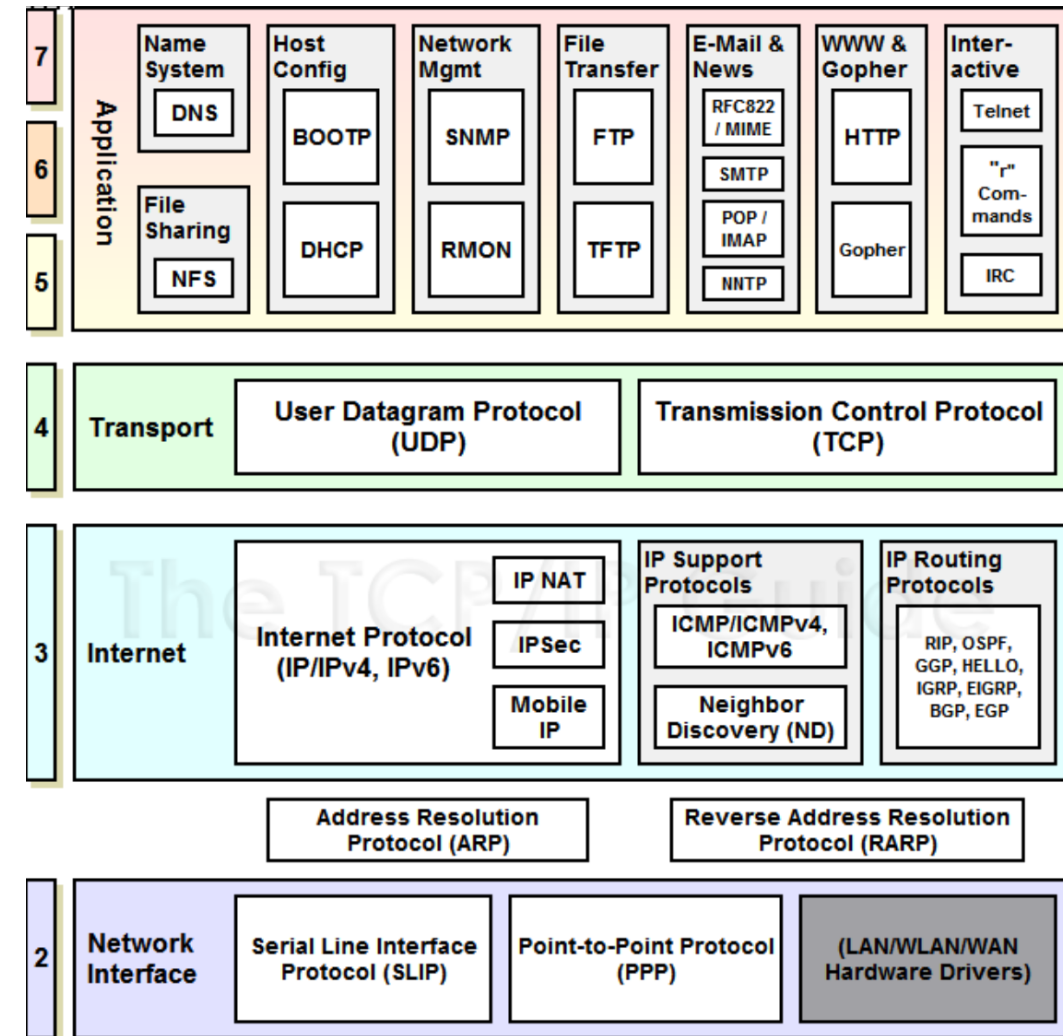 7
6
5
Application
Name
System
DNS
File
Sharing
NFS
Host
Config
BOOTP
DHCP
Network
Mgmt
SNMP
RMON
File
Transfer
FTP
TFTP
E-Mail &
News
RFC822
/ MIME
SMTP
POP /
IMAP
NNTP
WWW &
Gopher
HTTP
Gopher
Inter-
active
Telnet
"r"
Com-
mands
IRC
4
Transport
User Datagram Protocol
(UDP)
Transmission Control Protocol
(TCP)
The TCP/IP Guide
3
Internet
Internet Protocol
(IP/IPv4, IPv6)
IP NAT
IPSec
Mobile
IP
IP Support
Protocols
ICMP/ICMPv4,
ICMPv6
Neighbor
Discovery (ND)
IP Routing
Protocols
RIP, OSPF,
GGP, HELLO,
IGRP, EIGRP,
BGP, EGP
Address Resolution
Protocol (ARP)
Reverse Address Resolution
Protocol (RARP)
2
Network
Interface
Serial Line Interface
Protocol (SLIP)
Point-to-Point Protocol
(PPP)
(LAN/WLAN/WAN
Hardware Drivers)